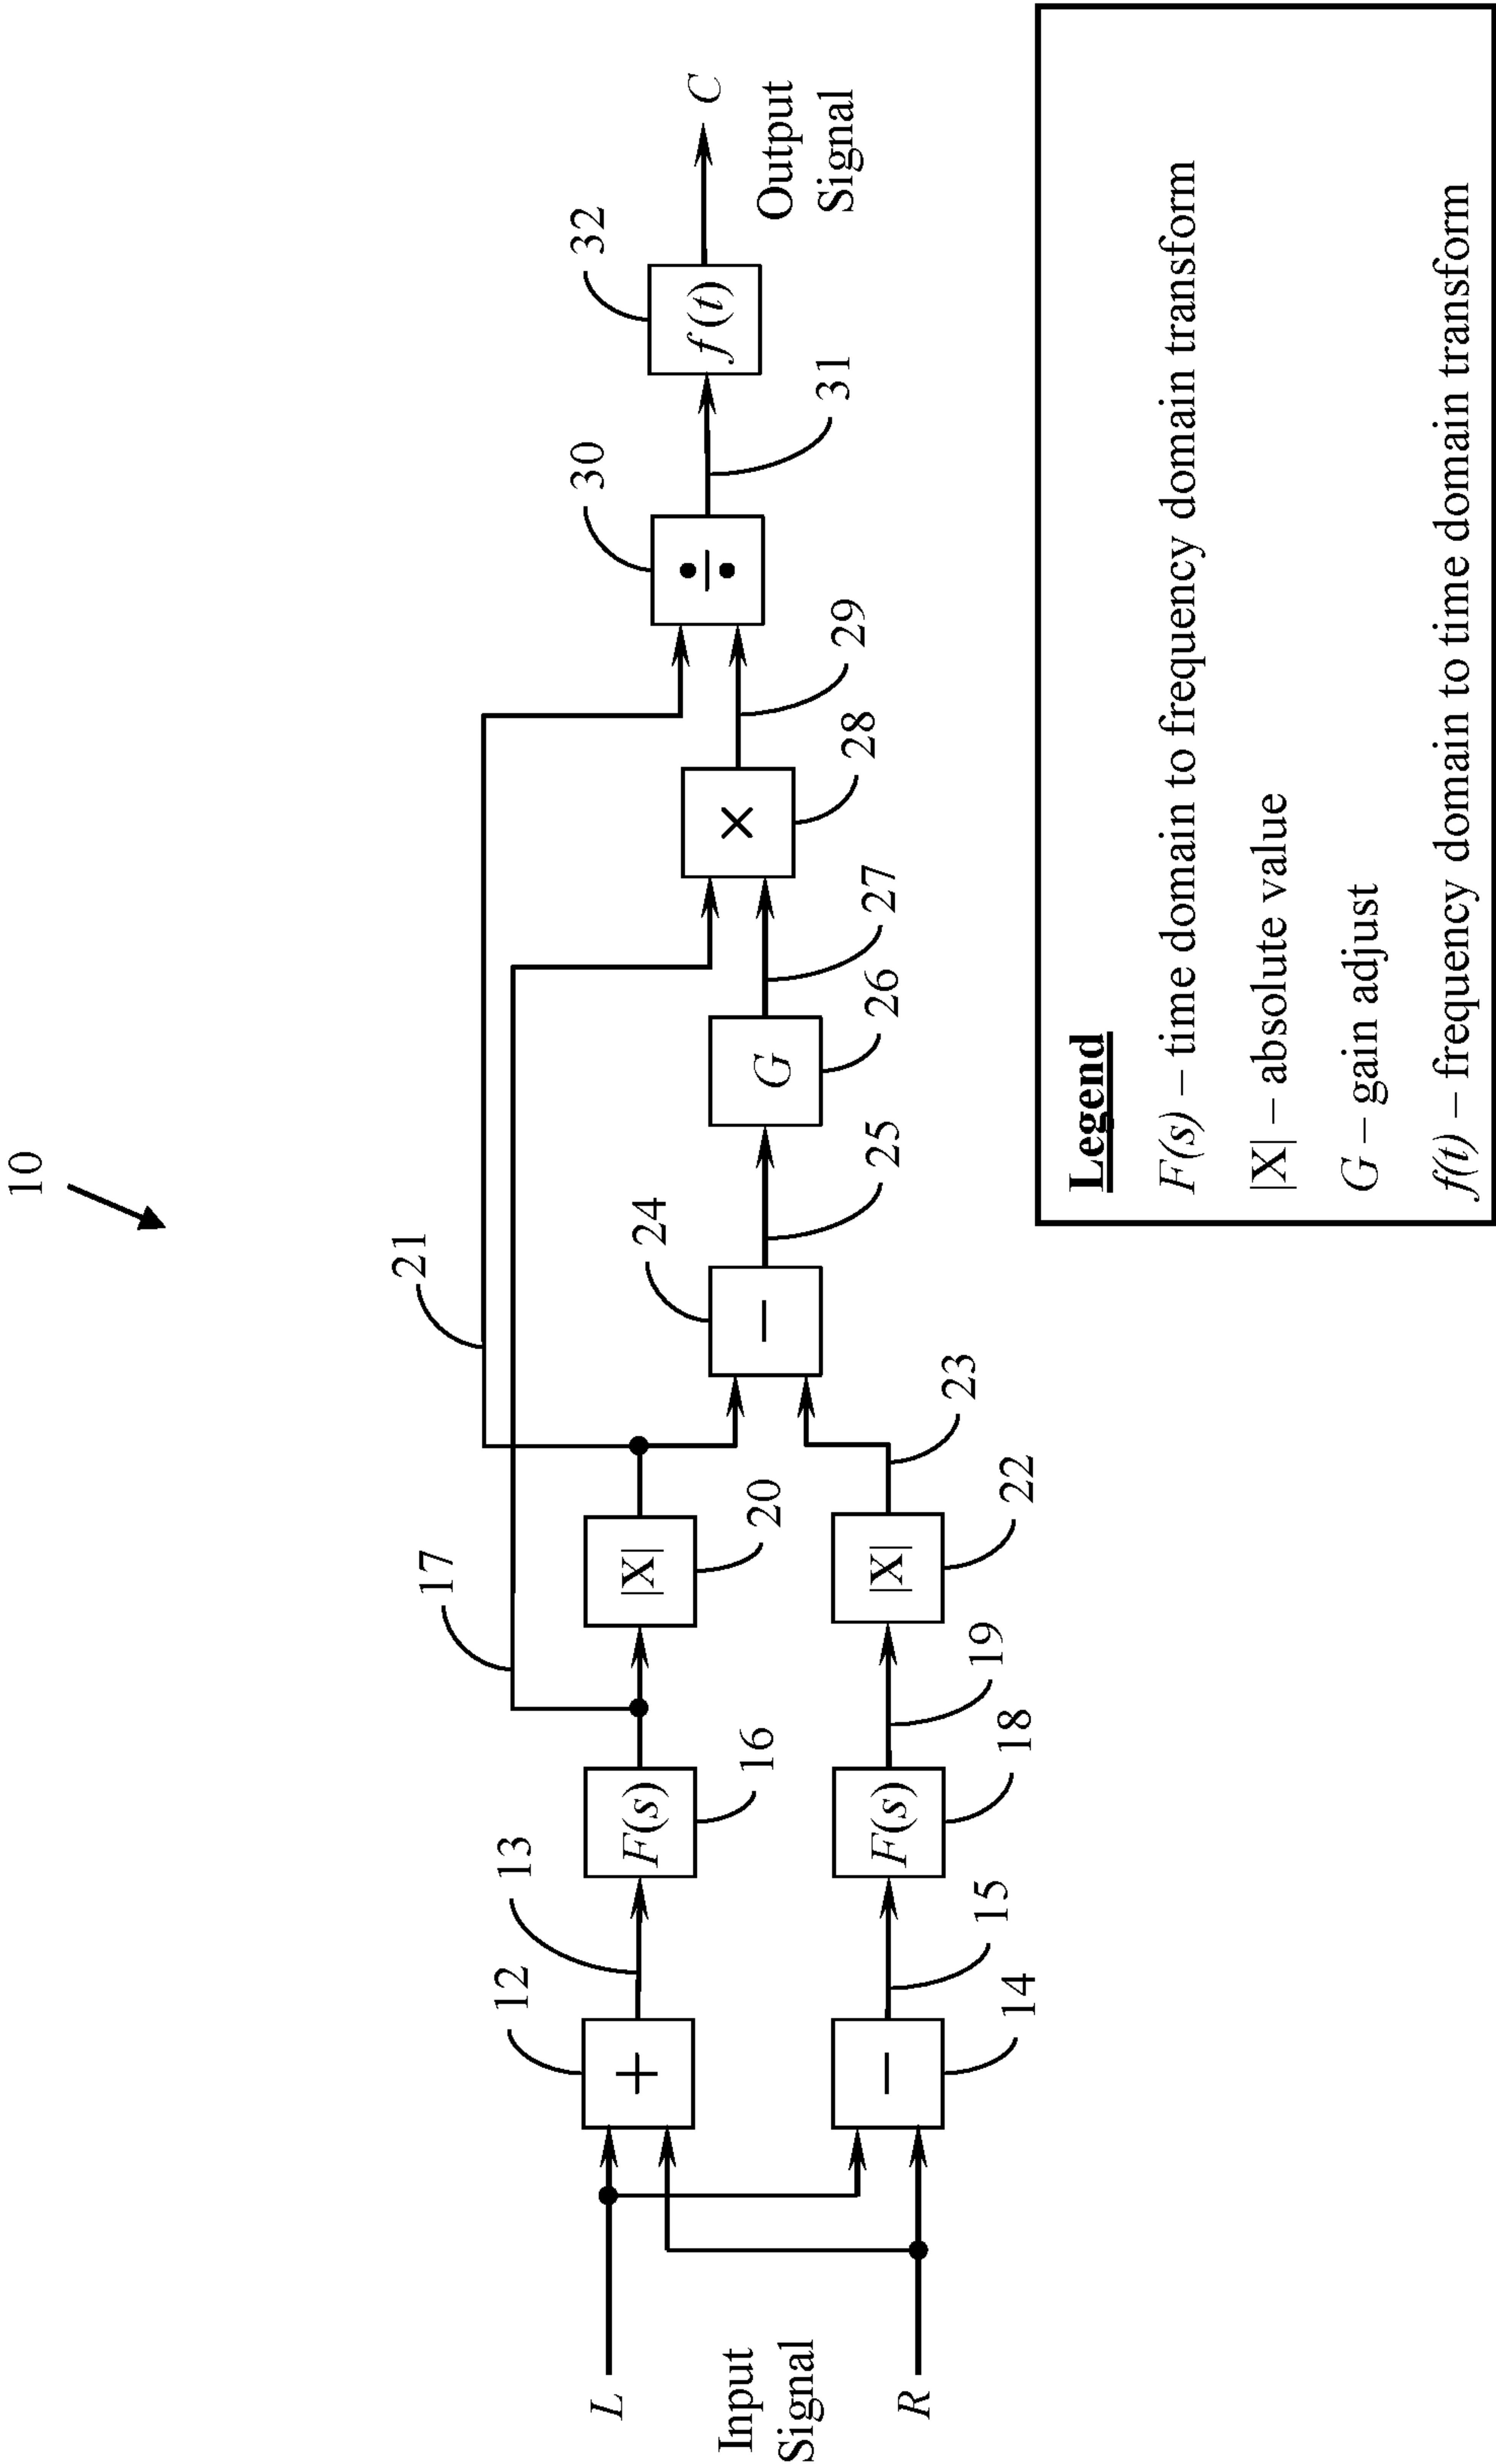 10
L
Input
Signal
R
12
+
13
−
14
15
F(s)
16
17
F(s)
18
19
|X|
20
21
|X|
22
23
24
−
25
G
26
27
×
28
29
30
÷
31
32
f(t)
C
Output
Signal
Legend
F(s) – time domain to frequency domain transform
|X| – absolute value
G – gain adjust
f(t) – frequency domain to time domain transform